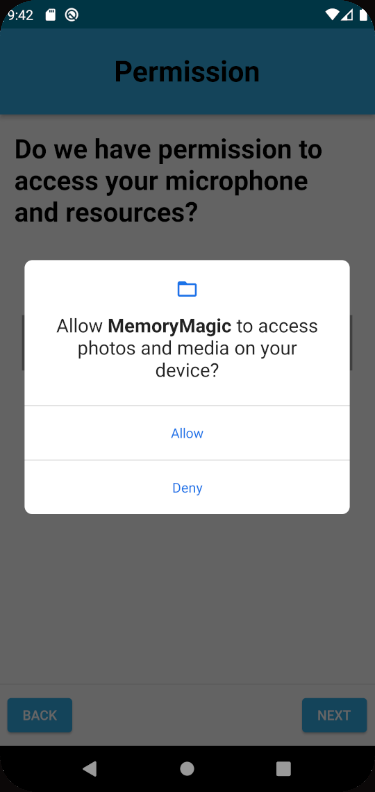 9:42
Permission
Do we have permission to
access your microphone
and resources?
Allow MemoryMagic to access
photos and media on your
device?
Allow
Deny
BACK
NEXT